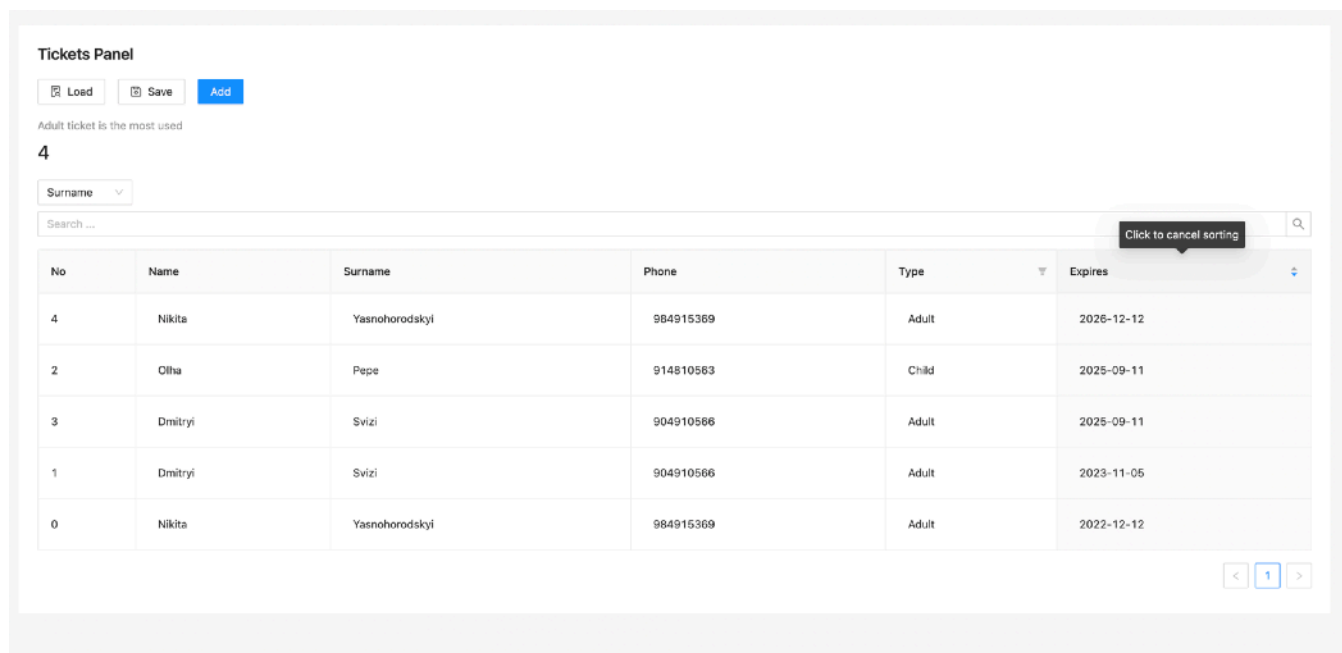 Tickets Panel
Load Save Add
Adult ticket is the most used
4
Surname
Search ...
Click to cancel sorting
No Name Surname Phone Type Expires
4 Nikita Yasnohorodskyi 984915369 Adult 2026-12-12
2 Olha Pepe 914810563 Child 2025-09-11
3 Dmitryi Svizi 904910566 Adult 2025-09-11
1 Dmitryi Svizi 904910566 Adult 2023-11-05
0 Nikita Yasnohorodskyi 984915369 Adult 2022-12-12
< 1 >